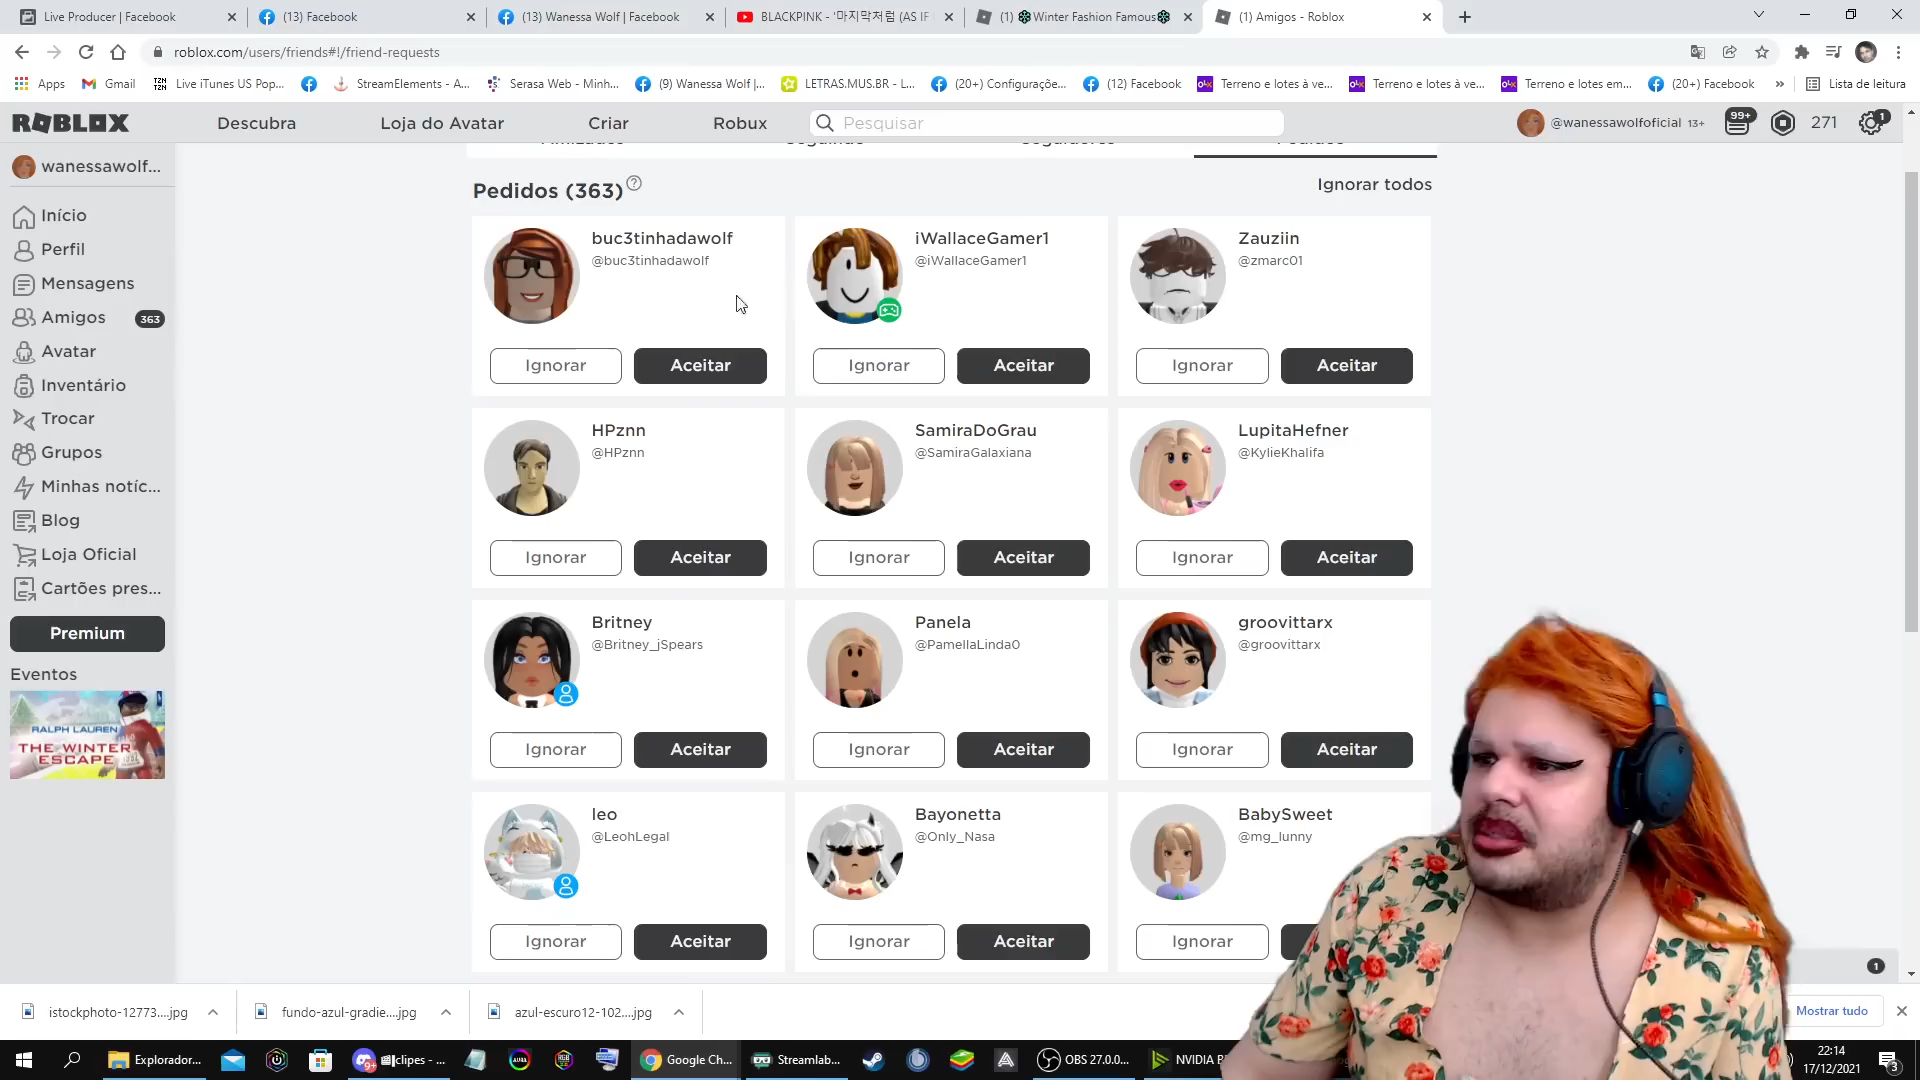 Live Producer | Facebook
(13) Facebook
(13) Wanessa Wolf | Facebook
BLACKPINK - '마지막처럼 (AS IF
(1) ❄Winter Fashion Famous❄
(1) Amigos - Roblox
roblox.com/users/friends#!/friend-requests
Apps
Gmail
Live iTunes US Pop...
StreamElements - A...
Serasa Web - Minh...
(9) Wanessa Wolf |...
LETRAS.MUS.BR - L...
(20+) Configuraçõe...
(12) Facebook
Terreno e lotes à ve...
Terreno e lotes à ve...
Terreno e lotes em...
(20+) Facebook
»
Lista de leitura
ROBLOX
Descubra
Loja do Avatar
Criar
Robux
Pesquisar
@wanessawolfoficial 13+
99+
271
1
wanessawolf...
Início
Perfil
Mensagens
Amigos
363
Avatar
Inventário
Trocar
Grupos
Minhas notíc...
Blog
Loja Oficial
Cartões pres...
Premium
Eventos
RALPH LAUREN
THE WINTER
ESCAPE
Amizades
Seguindo
Seguidores
Pedidos
Pedidos (363)
Ignorar todos
buc3tinhadawolf
@buc3tinhadawolf
Ignorar
Aceitar
iWallaceGamer1
@iWallaceGamer1
Ignorar
Aceitar
Zauziin
@zmarc01
Ignorar
Aceitar
HPznn
@HPznn
Ignorar
Aceitar
SamiraDoGrau
@SamiraGalaxiana
Ignorar
Aceitar
LupitaHefner
@KylieKhalifa
Ignorar
Aceitar
Britney
@Britney_jSpears
Ignorar
Aceitar
Panela
@PamellaLinda0
Ignorar
Aceitar
groovittarx
@groovittarx
Ignorar
Aceitar
leo
@LeohLegal
Ignorar
Aceitar
Bayonetta
@Only_Nasa
Ignorar
Aceitar
BabySweet
@mg_lunny
Ignorar
1
istockphoto-12773....jpg
fundo-azul-gradie....jpg
azul-escuro12-102....jpg
Mostrar tudo
Explorador...
clipes - ...
Google Ch...
Streamlab...
OBS 27.0.0...
NVIDIA
22:14
17/12/2021
3